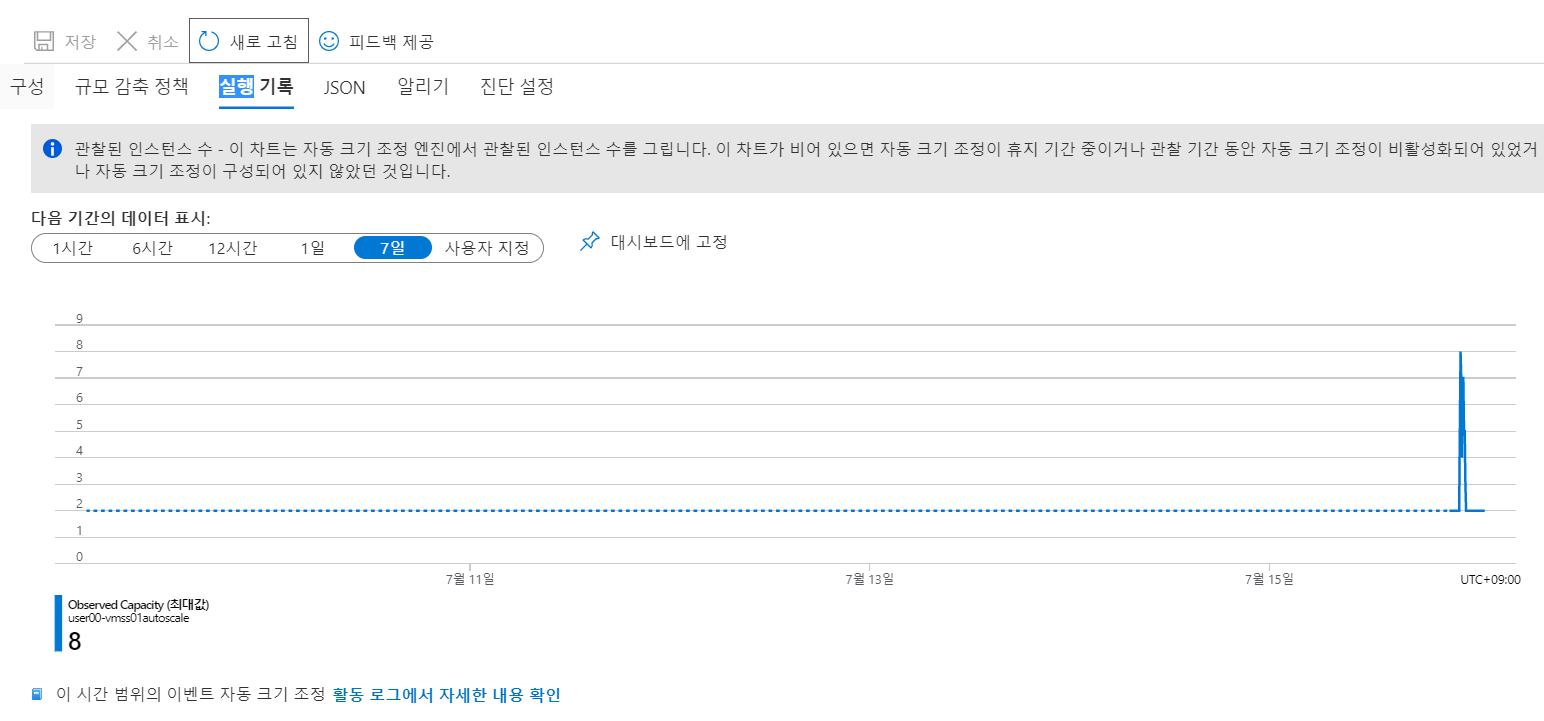 저장 취소 새로 고침 피드백 제공
구성 규모 감축 정책 실행 기록 JSON 알리기 진단 설정
관찰된 인스턴스 수 - 이 차트는 자동 크기 조정 엔진에서 관찰된 인스턴스 수를 그립니다. 이 차트가 비어 있으면 자동 크기 조정이 휴지 기간 중이거나 관찰 기간 동안 자동 크기 조정이 비활성화되어 있었거
나 자동 크기 조정이 구성되어 있지 않았던 것입니다.
다음 기간의 데이터 표시:
1시간 6시간 12시간 1일 7일 사용자 지정 대시보드에 고정
9
8
7
6
5
4
3
2
1
0
7월 11일 7월 13일 7월 15일 UTC+09:00
Observed Capacity (최대값)
user00-vmss01autoscale
8
이 시간 범위의 이벤트 자동 크기 조정 활동 로그에서 자세한 내용 확인